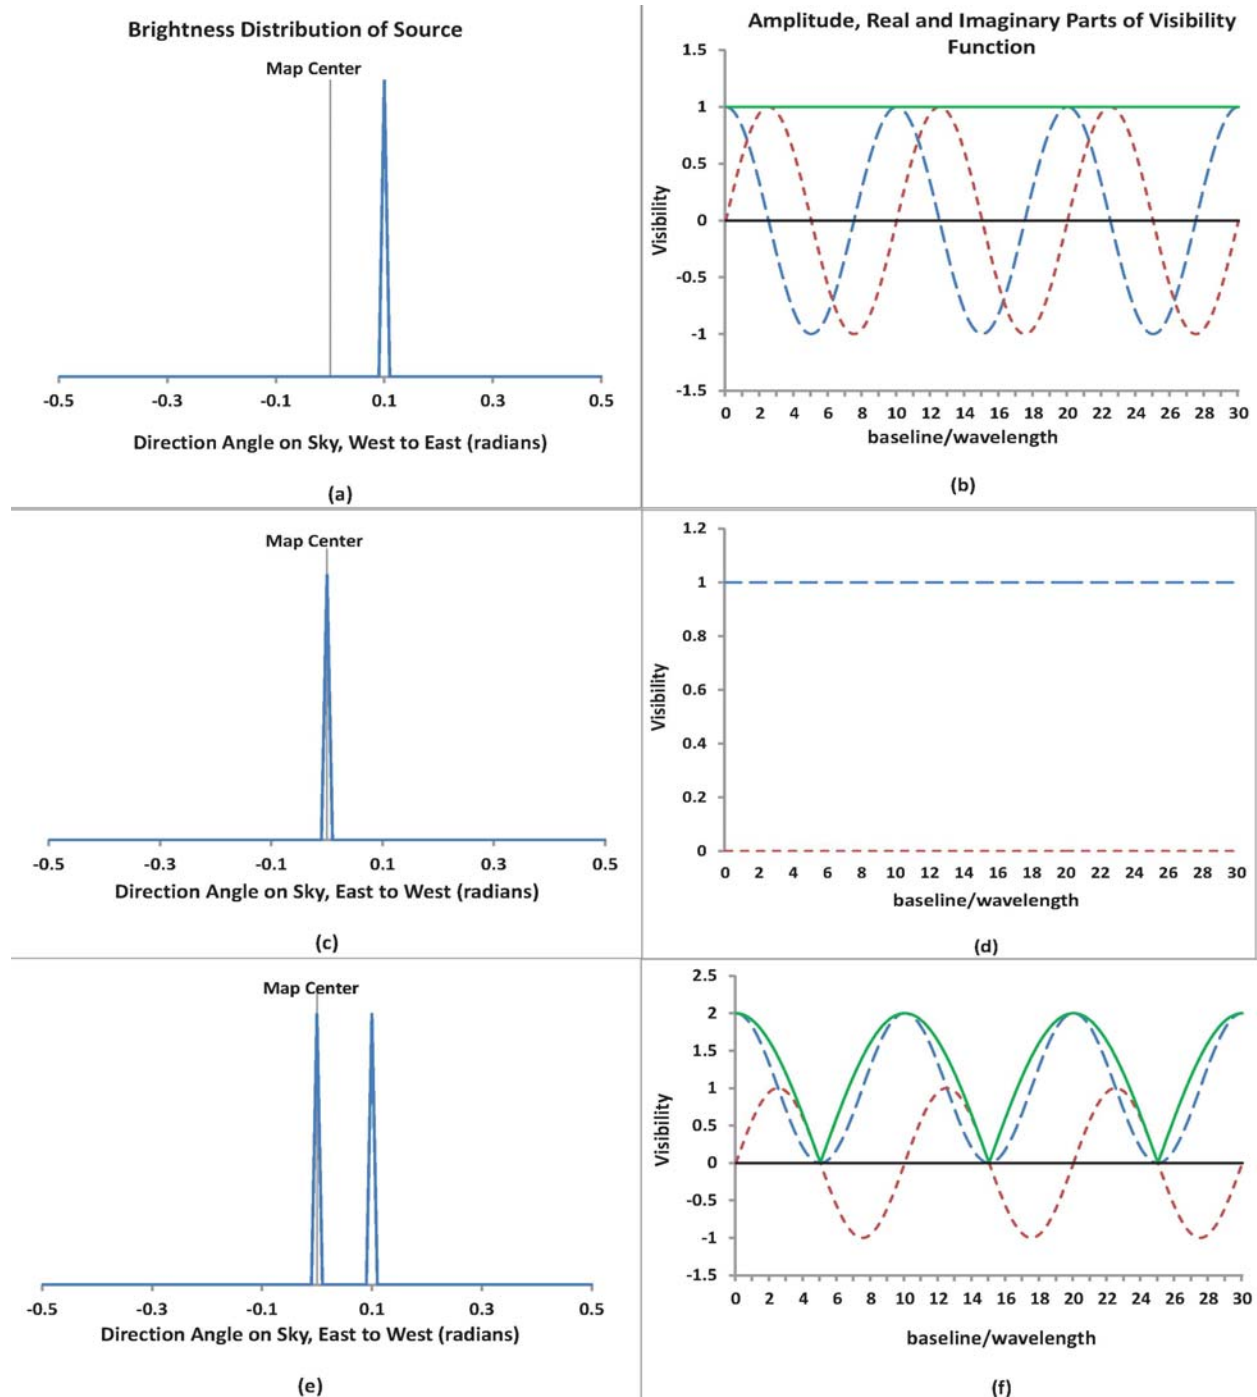 Brightness Distribution of Source
Map Center
-0.5 -0.3 -0.1 0.1 0.3 0.5
Direction Angle on Sky, West to East (radians)
(a)
Amplitude, Real and Imaginary Parts of Visibility
Function
1.5
1
0.5
0
-0.5
-1
-1.5
Visibility
0 2 4 6 8 10 12 14 16 18 20 22 24 26 28 30
baseline/wavelength
(b)
Map Center
-0.5 -0.3 -0.1 0.1 0.3 0.5
Direction Angle on Sky, East to West (radians)
(c)
1.2
1
0.8
0.6
0.4
0.2
0
Visibility
0 2 4 6 8 10 12 14 16 18 20 22 24 26 28 30
baseline/wavelength
(d)
Map Center
-0.5 -0.3 -0.1 0.1 0.3 0.5
Direction Angle on Sky, East to West (radians)
(e)
2.5
2
1.5
1
0.5
0
-0.5
-1
-1.5
Visibility
0 2 4 6 8 10 12 14 16 18 20 22 24 26 28 30
baseline/wavelength
(f)